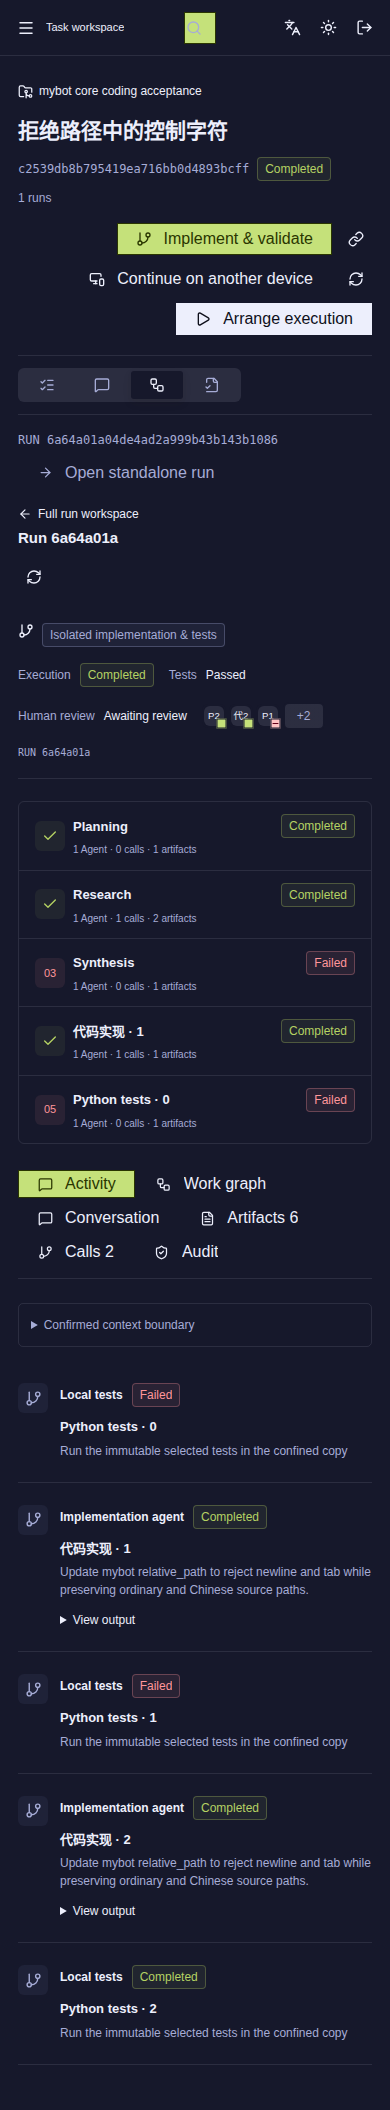 Task workspace
mybot core coding acceptance
拒绝路径中的控制字符
c2539db8b795419ea716bb0d4893bcff Completed
1 runs
Implement & validate
Continue on another device
Arrange execution
RUN 6a64a01a04de4ad2a999b43b143b1086
Open standalone run
Full run workspace
Run 6a64a01a
Isolated implementation & tests
Execution Completed Tests Passed
Human review Awaiting review P2 代2 P1 +2
RUN 6a64a01a
Planning Completed
1 Agent · 0 calls · 1 artifacts
Research Completed
1 Agent · 1 calls · 2 artifacts
03 Synthesis Failed
1 Agent · 0 calls · 1 artifacts
代码实现 · 1 Completed
1 Agent · 1 calls · 1 artifacts
05 Python tests · 0 Failed
1 Agent · 0 calls · 1 artifacts
Activity Work graph
Conversation Artifacts 6
Calls 2 Audit
Confirmed context boundary
Local tests Failed
Python tests · 0
Run the immutable selected tests in the confined copy
Implementation agent Completed
代码实现 · 1
Update mybot relative_path to reject newline and tab while
preserving ordinary and Chinese source paths.
View output
Local tests Failed
Python tests · 1
Run the immutable selected tests in the confined copy
Implementation agent Completed
代码实现 · 2
Update mybot relative_path to reject newline and tab while
preserving ordinary and Chinese source paths.
View output
Local tests Completed
Python tests · 2
Run the immutable selected tests in the confined copy